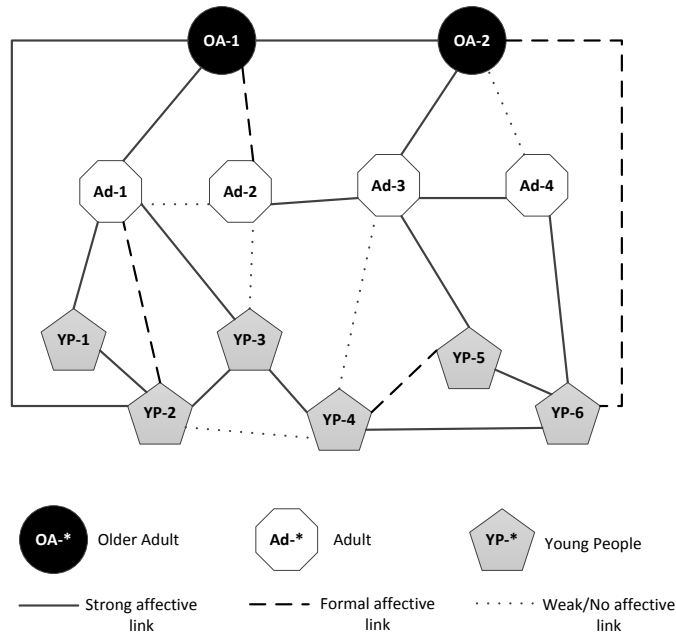 OA-1
OA-2
Ad-1
Ad-2
Ad-3
Ad-4
YP-1
YP-3
YP-5
YP-2
YP-4
YP-6
OA-*
Older Adult
Ad-*
Adult
YP-*
Young People
Strong affective
link
Formal affective
link
Weak/No affective
link